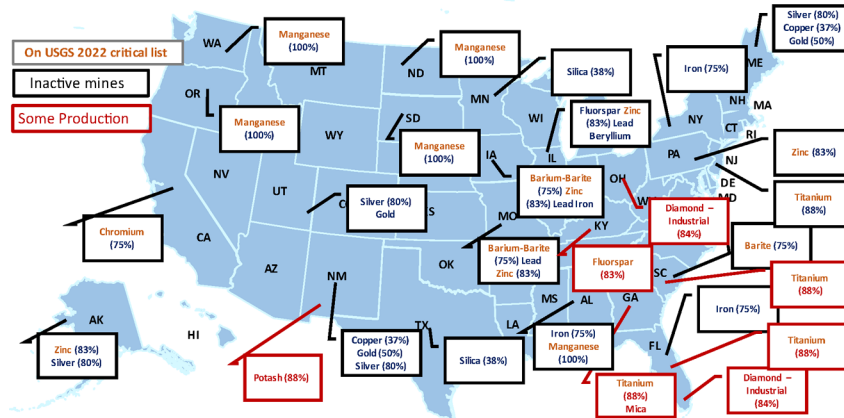 On USGS 2022 critical list
Inactive mines
Some Production
WA
Manganese
(100%)
MT
ND
Manganese
(100%)
MN
Silica (38%)
Iron (75%)
Silver (80%)
Copper (37%)
Gold (50%)
ME
OR
Manganese
(100%)
WY
SD
Manganese
(100%)
WI
Fluorspar Zinc
(83%) Lead
Beryllium
NY
NH
MA
CT
RI
IA
IL
Barium-Barite
(75%) Zinc
(83%) Lead Iron
OH
PA
NJ
DE
MD
Zinc (83%)
Titanium
(88%)
NV
UT
Silver (80%)
Gold
Chromium
(75%)
CA
MO
KY
Diamond –
Industrial
(84%)
Barium-Barite
(75%) Lead
Zinc (83%)
Fluorspar
(83%)
SC
Barite (75%)
Titanium
(88%)
AZ
NM
OK
MS
AL
GA
AK
HI
TX
LA
FL
Zinc (83%)
Silver (80%)
Potash (88%)
Copper (37%)
Gold (50%)
Silver (80%)
Silica (38%)
Iron (75%)
Manganese
(100%)
Iron (75%)
Titanium
(88%)
Titanium
(88%)
Mica
Diamond –
Industrial
(84%)